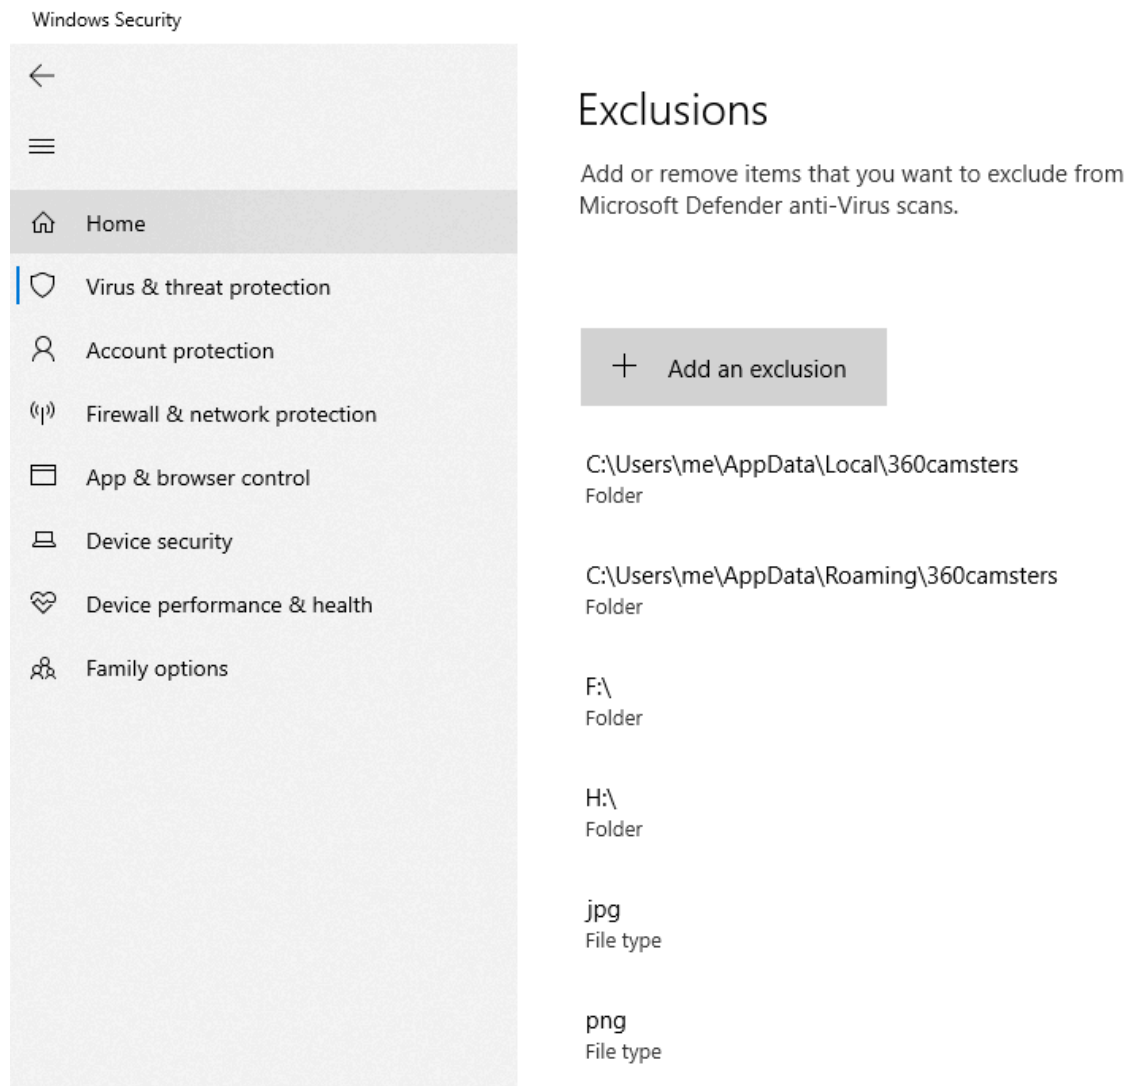 Windows Security
Home
Virus & threat protection
Account protection
Firewall & network protection
App & browser control
Device security
Device performance & health
Family options
Exclusions
Add or remove items that you want to exclude from
Microsoft Defender anti-Virus scans.
Add an exclusion
C:\Users\me\AppData\Local\360camsters
Folder
C:\Users\me\AppData\Roaming\360camsters
Folder
F:\
Folder
H:\
Folder
jpg
File type
png
File type